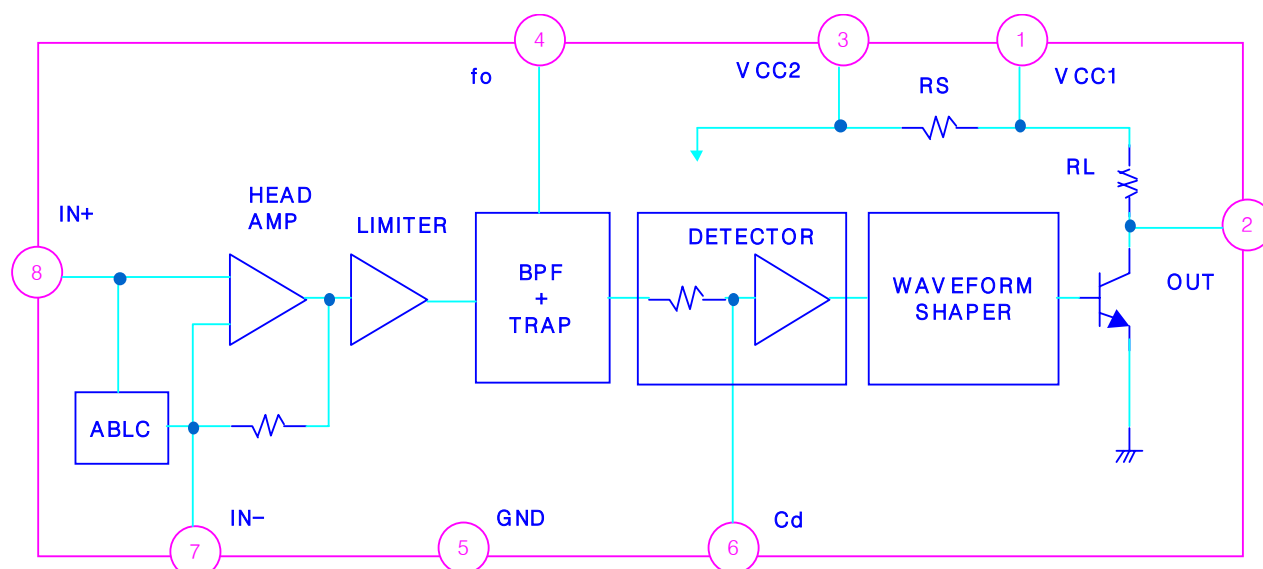 4
3
1
fo
VCC2
RS
VCC1
RL
IN+
HEAD
AMP
LIMITER
DETECTOR
2
8
BPF
+
TRAP
WAVEFORM
SHAPER
OUT
ABLC
IN-
GND
Cd
7
5
6